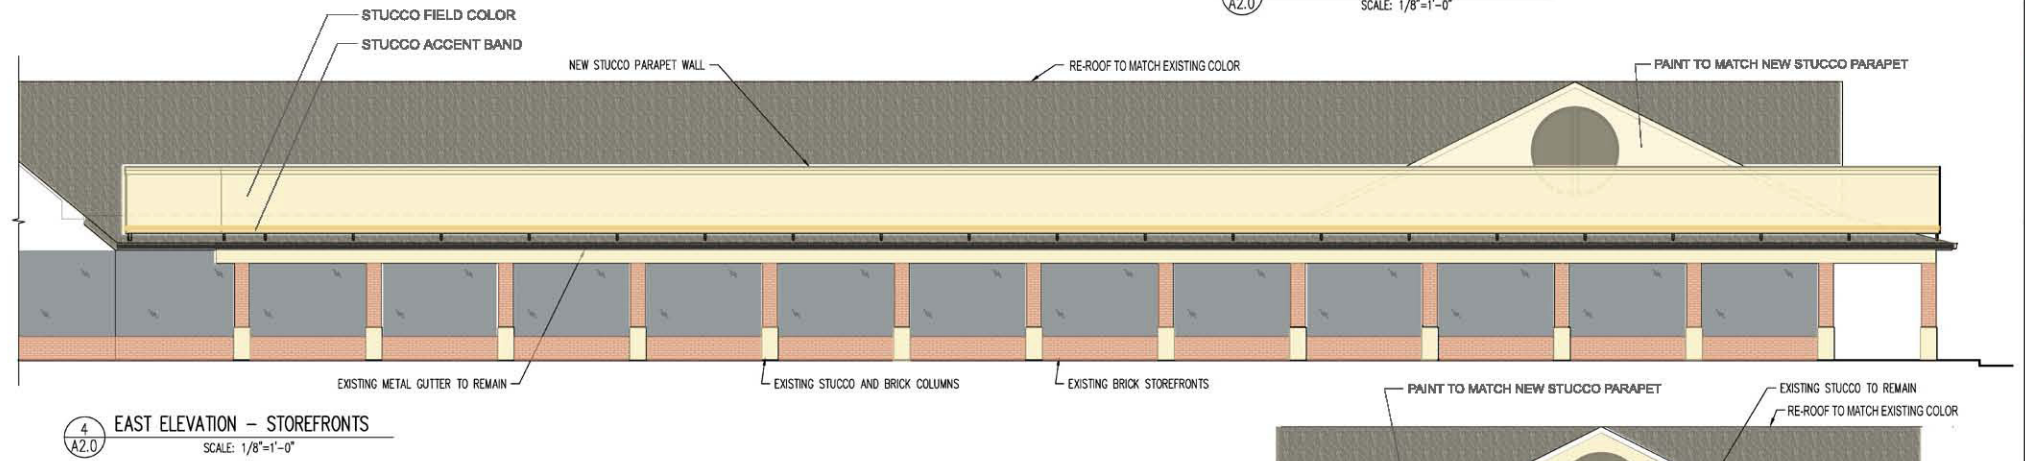 A2.0
SCALE: 1/8"=1'-0"
STUCCO FIELD COLOR
STUCCO ACCENT BAND
NEW STUCCO PARAPET WALL
RE-ROOF TO MATCH EXISTING COLOR
PAINT TO MATCH NEW STUCCO PARAPET
EXISTING METAL GUTTER TO REMAIN
EXISTING STUCCO AND BRICK COLUMNS
EXISTING BRICK STOREFRONTS
4
A2.0
EAST ELEVATION - STOREFRONTS
SCALE: 1/8"=1'-0"
PAINT TO MATCH NEW STUCCO PARAPET
EXISTING STUCCO TO REMAIN
RE-ROOF TO MATCH EXISTING COLOR